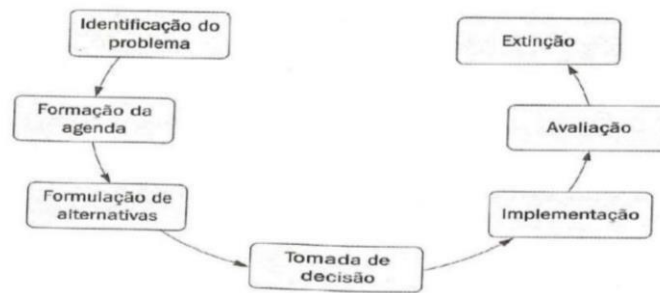 Identificação do
problema
Formação da
agenda
Formulação de
alternativas
Tomada de
decisão
Implementação
Avaliação
Extinção